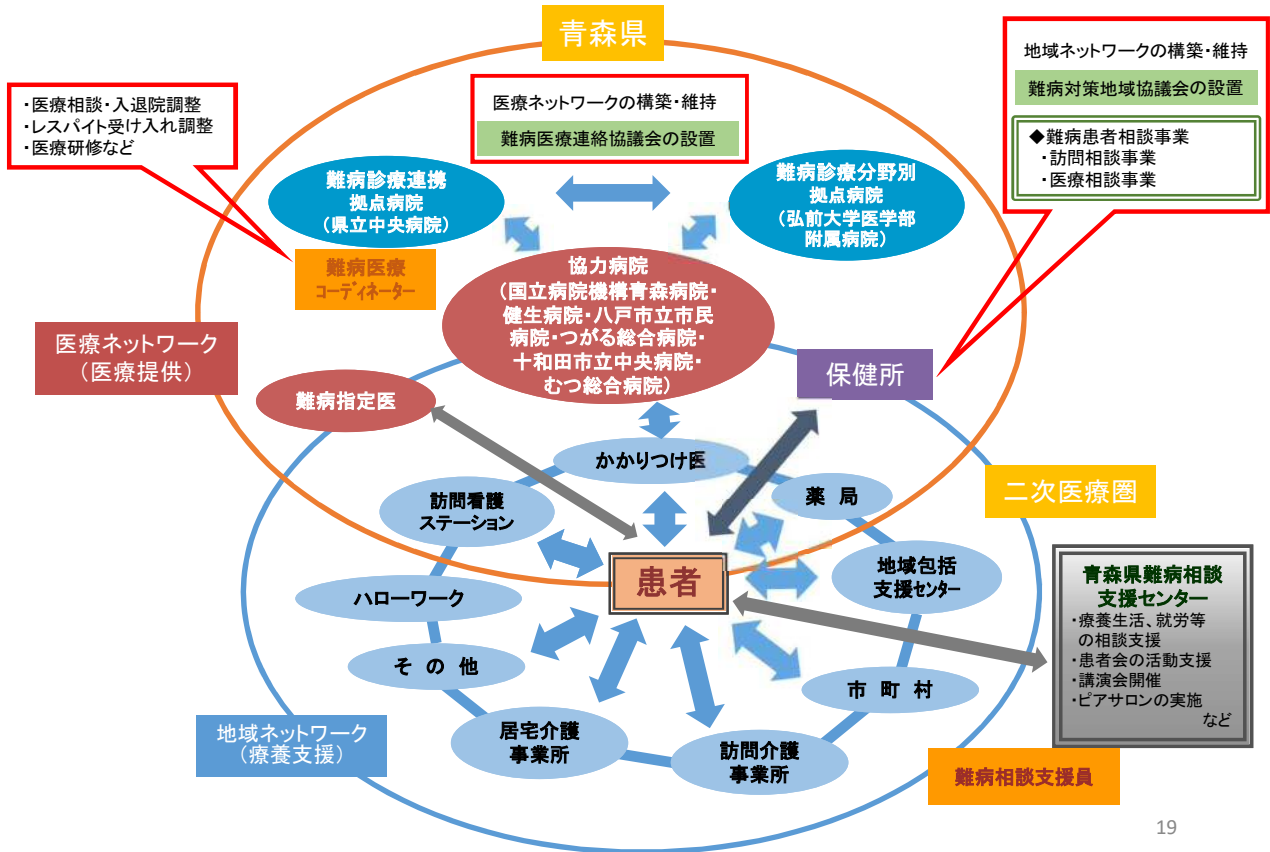 青森県
・医療相談・入退院調整
・レスパイト受け入れ調整
・医療研修など
医療ネットワークの構築・維持
難病医療連絡協議会の設置
地域ネットワークの構築・維持
難病対策地域協議会の設置
◆難病患者相談事業
・訪問相談事業
・医療相談事業
難病診療連携
拠点病院
(県立中央病院)
難病診療分野別
拠点病院
(弘前大学医学部
附属病院)
難病医療
コーディネーター
協力病院
(国立病院機構青森病院・
健生病院・八戸市立市民
病院・つがる総合病院・
十和田市立中央病院・
むつ総合病院)
医療ネットワーク
(医療提供)
保健所
難病指定医
かかりつけ医
薬 局
二次医療圏
訪問看護
ステーション
地域包括
支援センター
患者
ハローワーク
青森県難病相談
支援センター
・療養生活、就労等
の相談支援
・患者会の活動支援
・講演会開催
・ピアサロンの実施
など
そ の 他
市 町 村
地域ネットワーク
(療養支援)
居宅介護
事業所
訪問介護
事業所
難病相談支援員
19